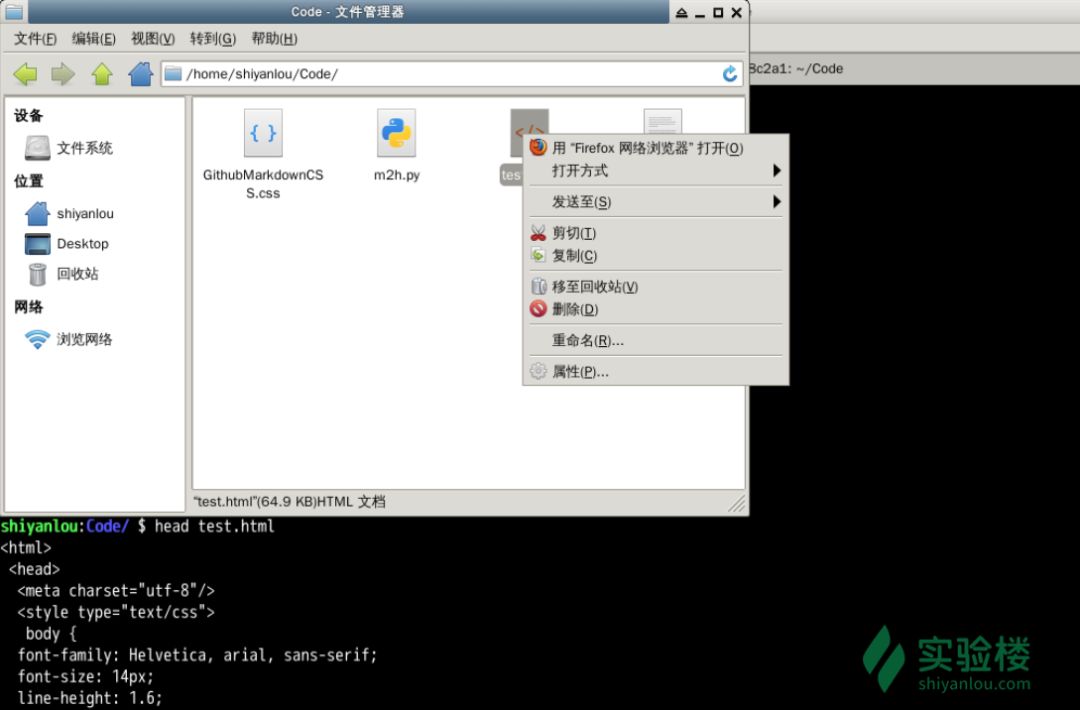 Code - 文件管理器
文件(F) 编辑(E) 视图(V) 转到(G) 帮助(H)
/home/shiyanlou/Code/
8c2a1: ~/Code
设备
文件系统
位置
shiyanlou
Desktop
回收站
网络
浏览网络
GithubMarkdownCS
S.css
m2h.py
tes
用 “Firefox 网络浏览器” 打开(O)
打开方式
发送至(S)
剪切(T)
复制(C)
移至回收站(V)
删除(D)
重命名(R)...
属性(P)...
“test.html”(64.9 KB)HTML 文档
shiyanlou:Code/ $ head test.html
<html>
<head>
<meta charset="utf-8"/>
<style type="text/css">
body {
font-family: Helvetica, arial, sans-serif;
font-size: 14px;
line-height: 1.6;
实验楼
shiyanlou.com